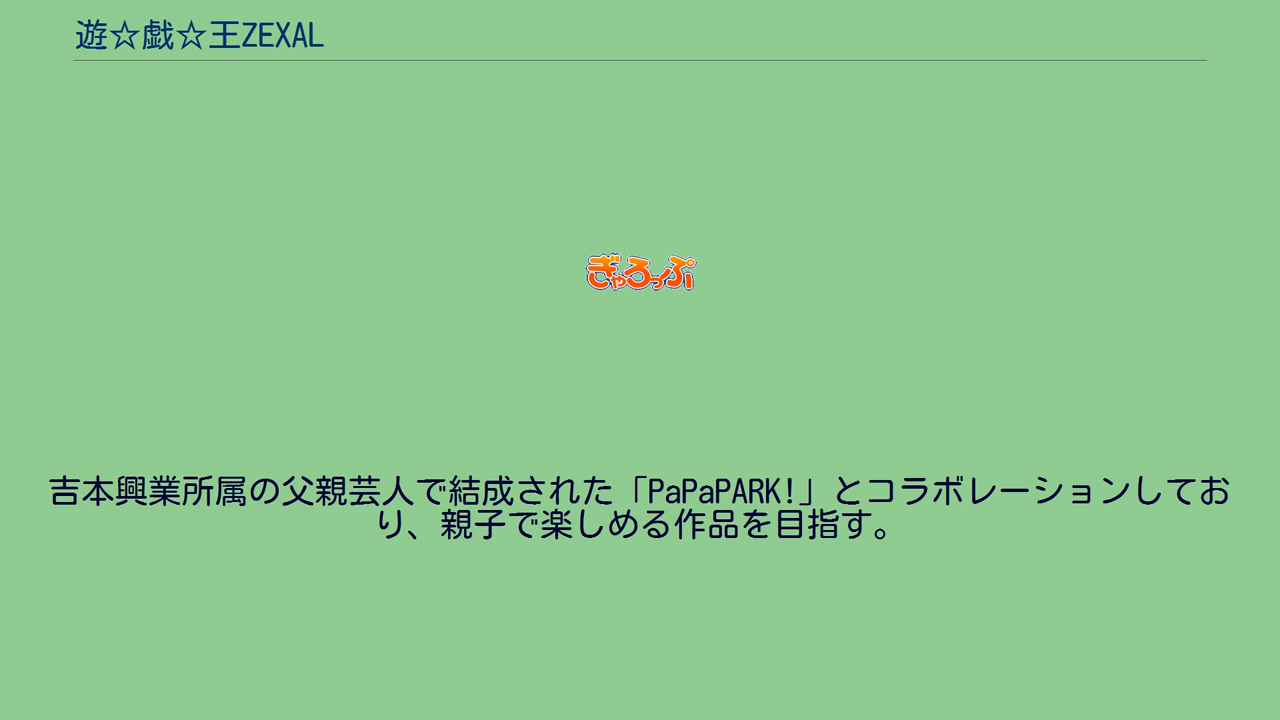 遊☆戯☆王ZEXAL
ぎゃろっぷ
吉本興業所属の父親芸人で結成された「PaPaPARK!」とコラボレーションしてお
り、親子で楽しめる作品を目指す。